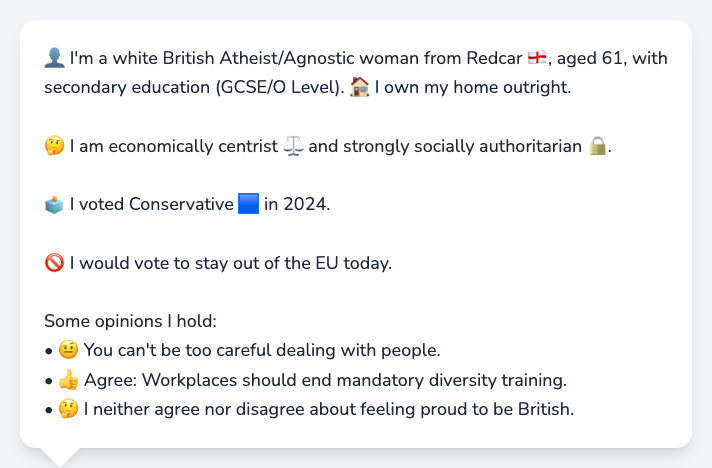 👤 I'm a white British Atheist/Agnostic woman from Redcar 🏴󠁧󠁢󠁥󠁮󠁧󠁿, aged 61, with
secondary education (GCSE/O Level). 🏠 I own my home outright.
🤔 I am economically centrist ⚖️ and strongly socially authoritarian 🔒.
🗳️ I voted Conservative 🟦 in 2024.
🚫 I would vote to stay out of the EU today.
Some opinions I hold:
• 🤨 You can't be too careful dealing with people.
• 👍 Agree: Workplaces should end mandatory diversity training.
• 🤔 I neither agree nor disagree about feeling proud to be British.